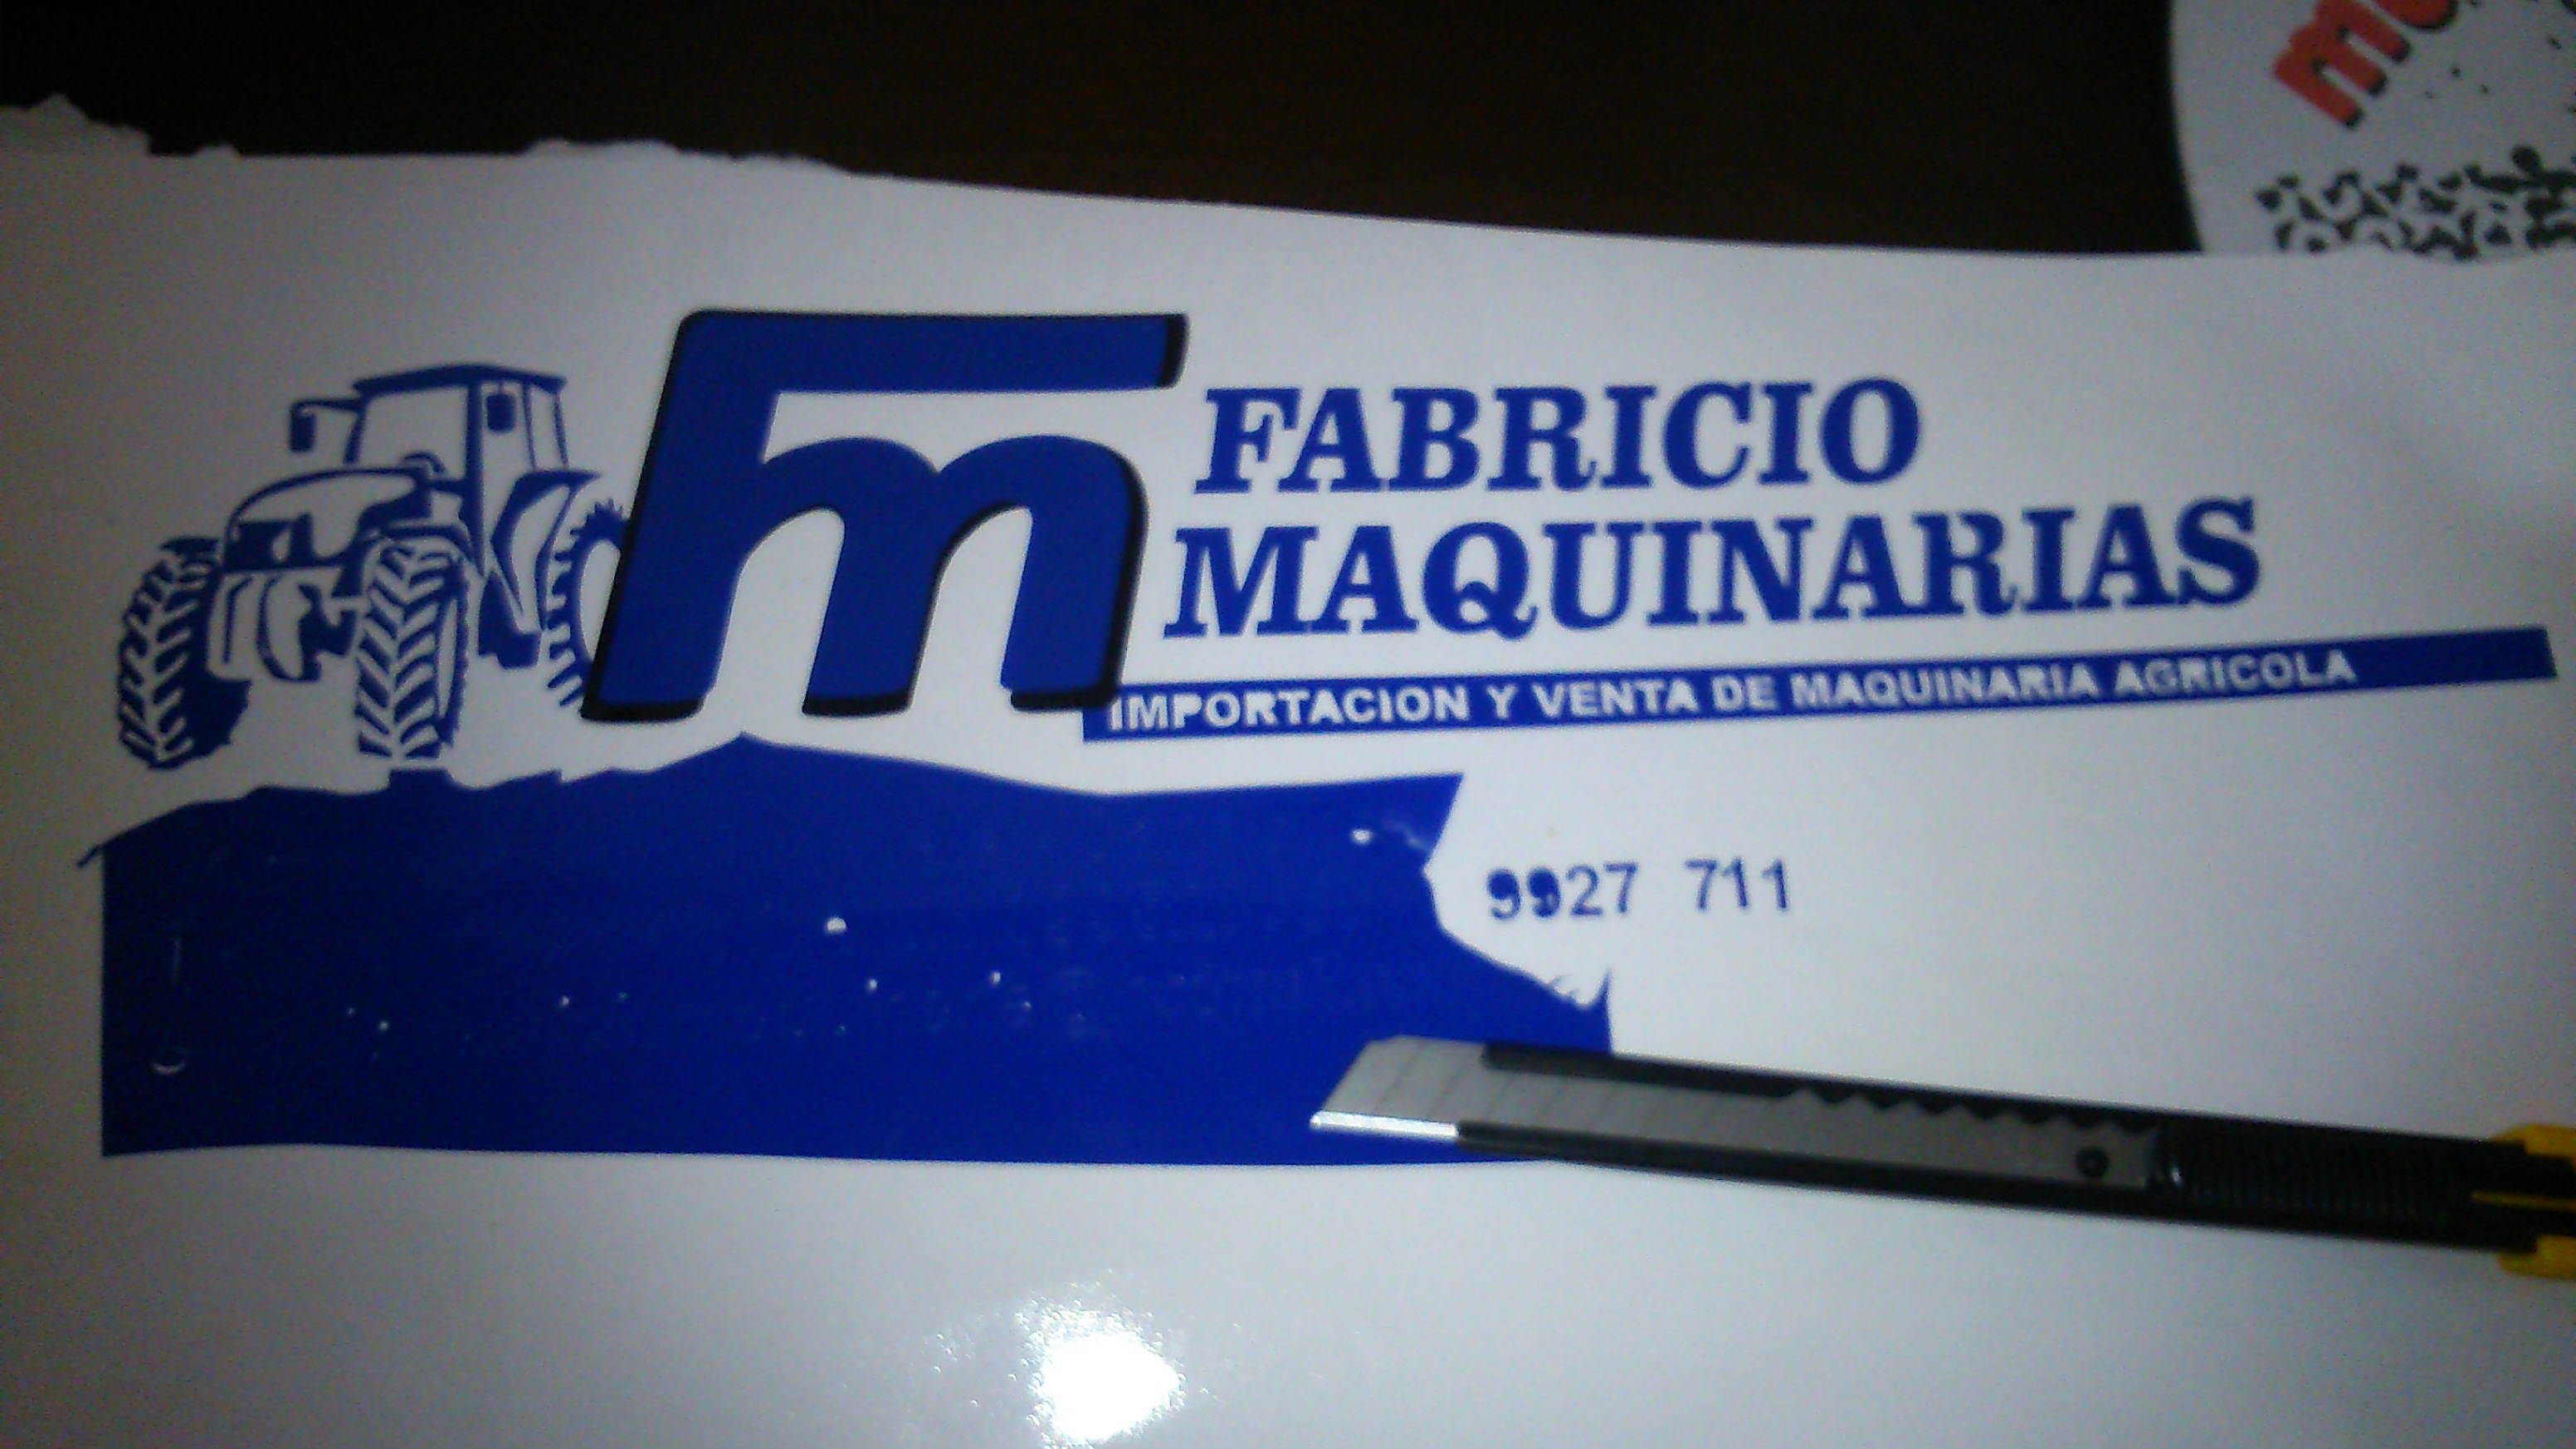 Fm
FABRICIO
MAQUINARIAS
IMPORTACION Y VENTA DE MAQUINARIA AGRICOLA
9927 711